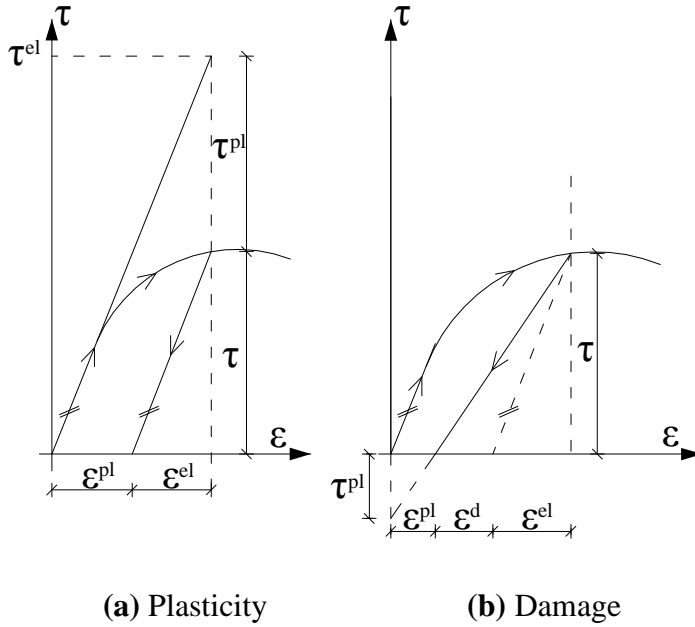 τ
τ
τ^el
τ^pl
τ
τ
ε
ε
τ^pl
ε^pl
ε^el
ε^pl
ε^d
ε^el
(a) Plasticity
(b) Damage